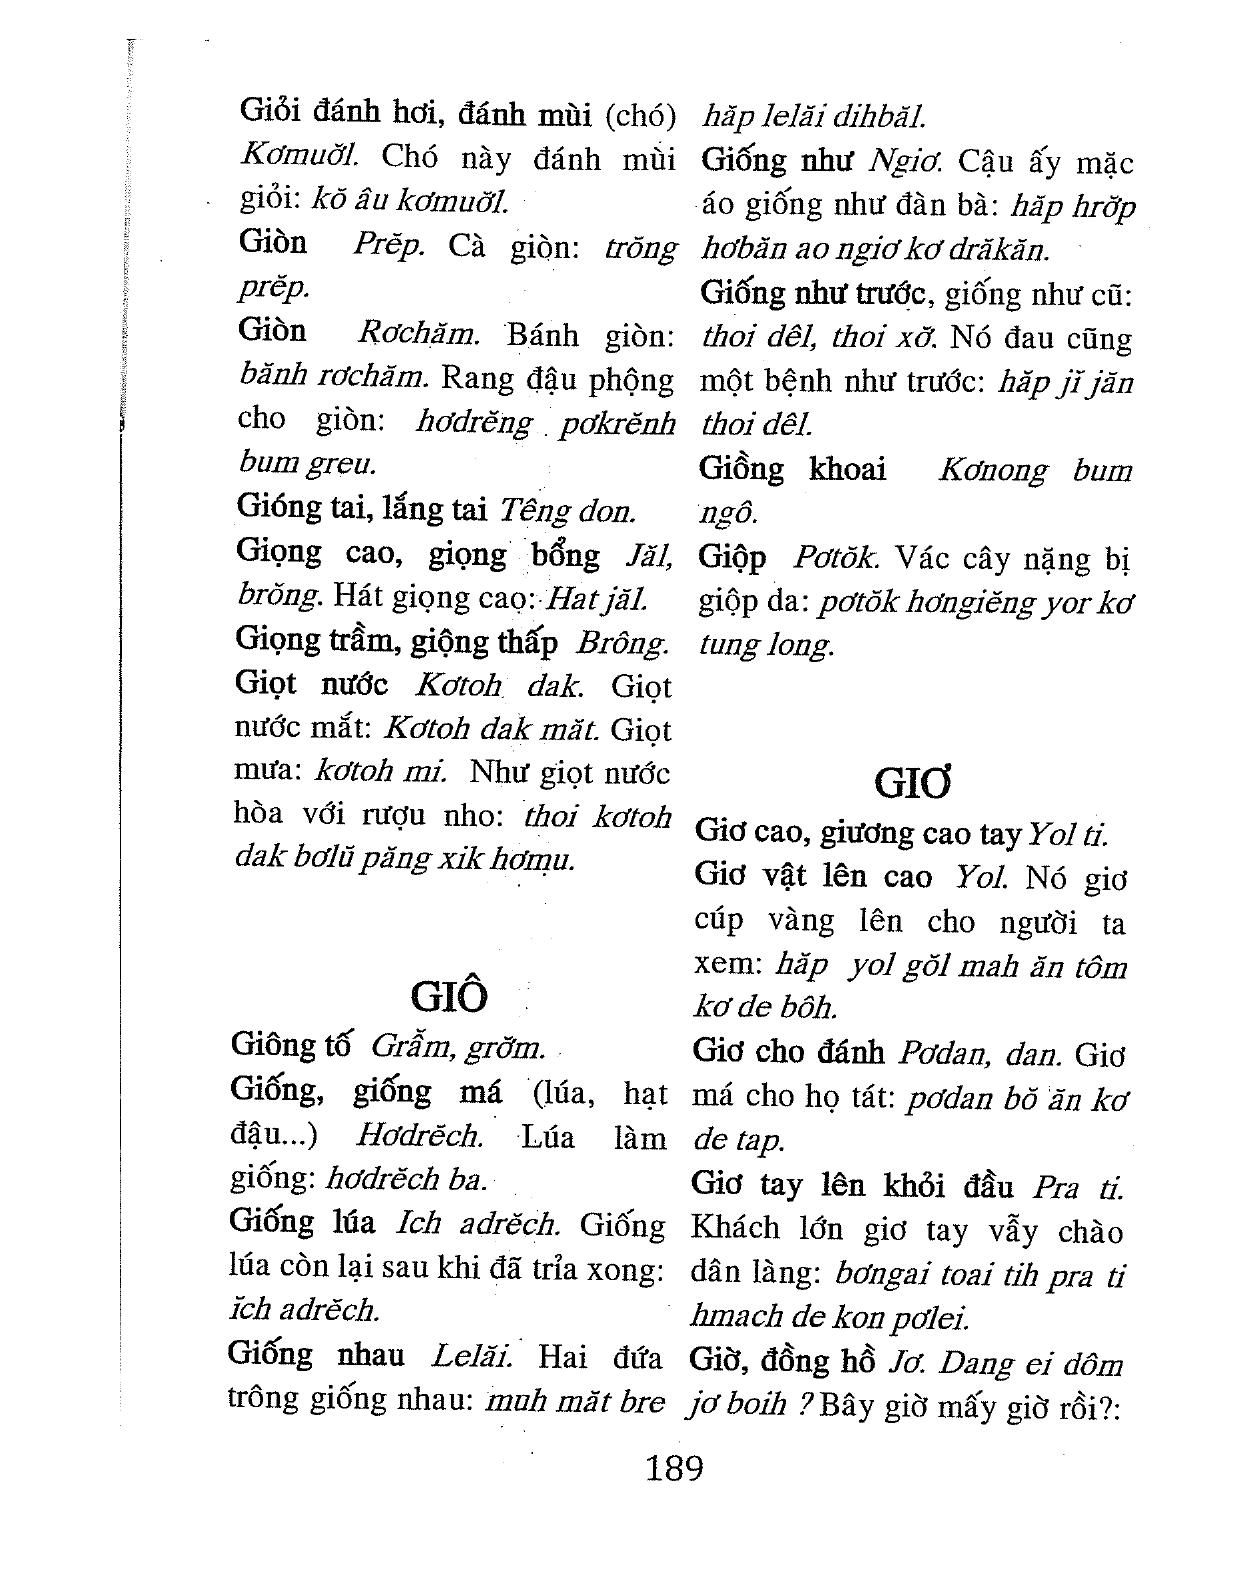 Giỏi đánh hơi, đánh mùi (chó)
Kơmuơ̆l. Chó này đánh mùi
giỏi: kŏ âu kơmuơ̆l.
Giòn Prĕp. Cà giòn: trŏng
prĕp.
Giòn Rơchăm. Bánh giòn:
bănh rơchăm. Rang đậu phộng
cho giòn: hơdrĕng pơkrĕnh
bum greu.
Gióng tai, lắng tai Têng don.
Giọng cao, giọng bổng Jăl,
brŏng. Hát giọng cao: Hat jăl.
Giọng trầm, giộng thấp Brông.
Giọt nước Kơtoh dak. Giọt
nước mắt: Kơtoh dak măt. Giọt
mưa: kơtoh mi. Như giọt nước
hòa với rượu nho: thoi kơtoh
dak bơlŭ păng xik hơmụ.
GIÔ
Giông tố Grẵm, grơ̆m.
Giống, giống má (lúa, hạt
đậu...) Hơdrĕch. Lúa làm
giống: hơdrĕch ba.
Giống lúa Ich adrĕch. Giống
lúa còn lại sau khi đã trỉa xong:
ĭch adrĕch.
Giống nhau Lelăi. Hai đứa
trông giống nhau: muh măt bre
hăp lelăi dihbăl.
Giống như Ngiơ. Cậu ấy mặc
áo giống như đàn bà: hăp hrơ̆p
hơbăn ao ngiơ kơ drăkăn.
Giống như trước, giống như cũ:
thoi dêl, thoi xơ̆. Nó đau cũng
một bệnh như trước: hăp jĭ jăn
thoi dêl.
Giồng khoai Kơnong bum
ngô.
Giộp Pơtŏk. Vác cây nặng bị
giộp da: pơtŏk hơngiĕng yor kơ
tung long.
GIƠ
Giơ cao, giương cao tay Yol ti.
Giơ vật lên cao Yol. Nó giơ
cúp vàng lên cho người ta
xem: hăp yol gŏl mah ăn tôm
kơ de bôh.
Giơ cho đánh Pơdan, dan. Giơ
má cho họ tát: pơdan bŏ ăn kơ
de tap.
Giơ tay lên khỏi đầu Pra ti.
Khách lớn giơ tay vẫy chào
dân làng: bơngai toai tih pra ti
hmach de kon pơlei.
Giờ, đồng hồ Jơ. Dang ei dôm
jơ boih ? Bây giờ mấy giờ rồi?:
189